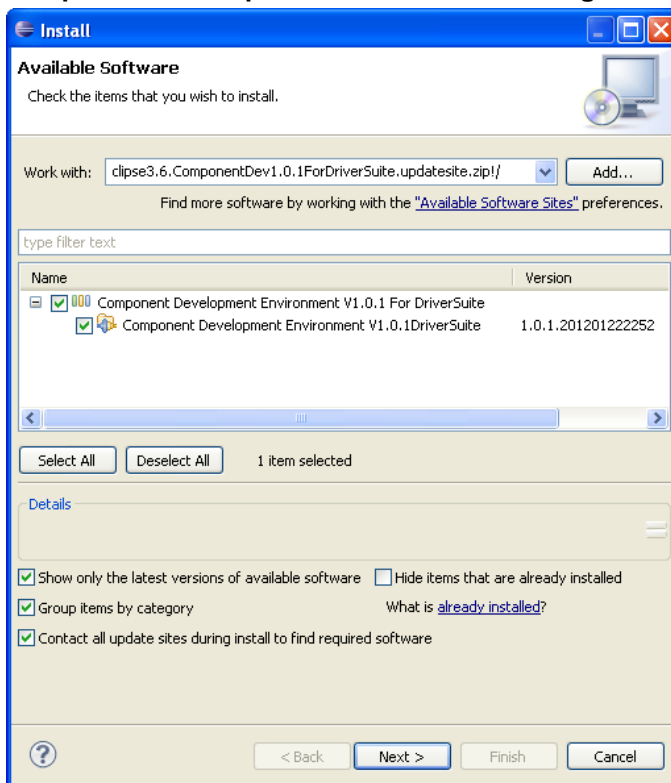 Install
Available Software
Check the items that you wish to install.
Work with: clipse3.6.ComponentDev1.0.1ForDriverSuite.updatesite.zip!/ Add...
Find more software by working with the "Available Software Sites" preferences.
type filter text
Name Version
Component Development Environment V1.0.1 For DriverSuite
Component Development Environment V1.0.1DriverSuite 1.0.1.201201222252
Select All Deselect All 1 item selected
Details
Show only the latest versions of available software Hide items that are already installed
Group items by category What is already installed?
Contact all update sites during install to find required software
? < Back Next > Finish Cancel